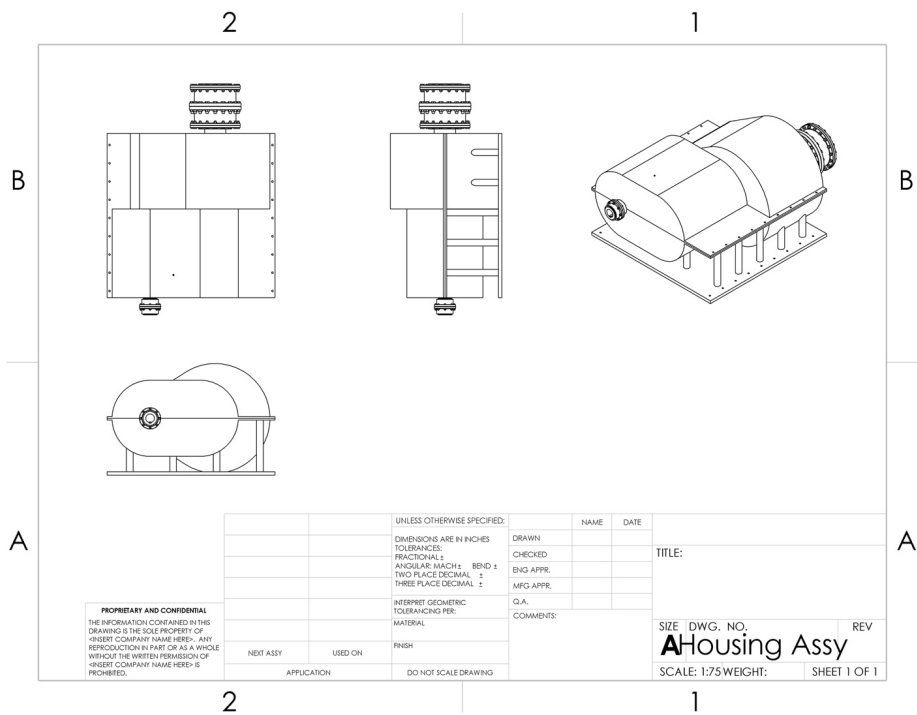 2
1
B
B
A
A
UNLESS OTHERWISE SPECIFIED:
DIMENSIONS ARE IN INCHES
TOLERANCES:
FRACTIONAL ±
ANGULAR: MACH ± BEND ±
TWO PLACE DECIMAL ±
THREE PLACE DECIMAL ±
INTERPRET GEOMETRIC
TOLERANCING PER:
MATERIAL
FINISH
DO NOT SCALE DRAWING
NAME DATE
DRAWN
CHECKED
ENG APPR.
MFG APPR.
Q.A.
COMMENTS:
TITLE:
SIZE DWG. NO. REV
A Housing Assy
SCALE: 1:75 WEIGHT: SHEET 1 OF 1
PROPRIETARY AND CONFIDENTIAL
THE INFORMATION CONTAINED IN THIS
DRAWING IS THE SOLE PROPERTY OF
<INSERT COMPANY NAME HERE>. ANY
REPRODUCTION IN PART OR AS A WHOLE
WITHOUT THE WRITTEN PERMISSION OF
<INSERT COMPANY NAME HERE> IS
PROHIBITED.
NEXT ASSY USED ON
APPLICATION
2
1